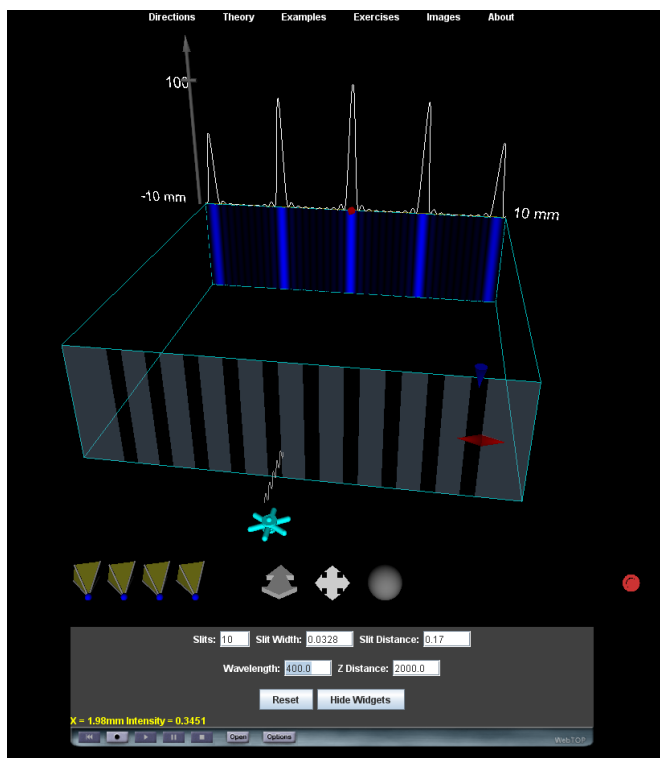 Directions Theory Examples Exercises Images About
100
-10 mm
10 mm
Slits: 10 Slit Width: 0.0328 Slit Distance: 0.17
Wavelength: 400.0 Z Distance: 2000.0
Reset Hide Widgets
X = 1.98mm Intensity = 0.3451
Open Options WebTOP